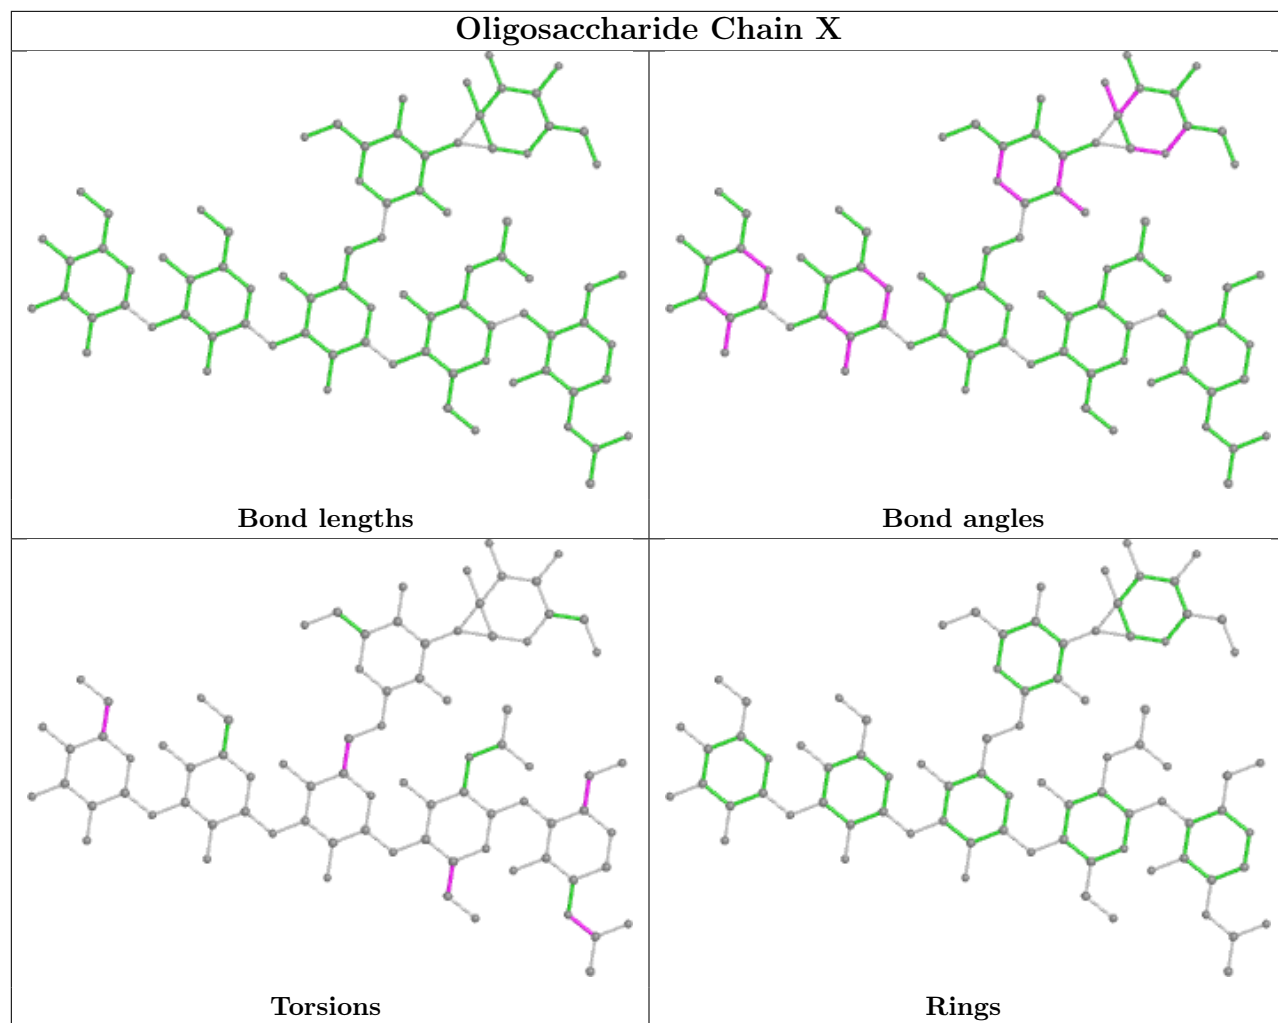 Oligosaccharide Chain X
Bond lengths
Bond angles
Torsions
Rings